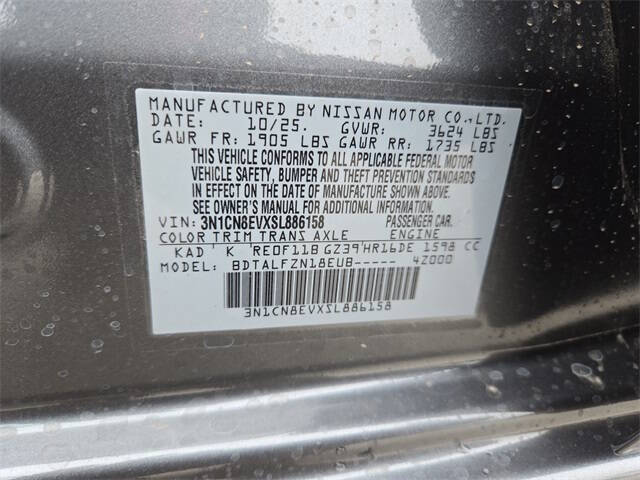 MANUFACTURED BY NISSAN MOTOR CO.,LTD.
DATE: 10/25. GVWR: 3624 LBS
GAWR FR: 1905 LBS GAWR RR: 1735 LBS
THIS VEHICLE CONFORMS TO ALL APPLICABLE FEDERAL MOTOR
VEHICLE SAFETY, BUMPER AND THEFT PREVENTION STANDARDS
IN EFFECT ON THE DATE OF MANUFACTURE SHOWN ABOVE.
SEE OWNER'S MANUAL FOR ADDITIONAL INFORMATION.
VIN: 3N1CN8EVXSL886158 PASSENGER CAR.
COLOR TRIM TRANS AXLE ENGINE
KAD ' K 'RE0F11B GZ39'HR16DE 1598 CC
MODEL: BDTALFZN18EUB----- 4Z000
3N1CN8EVXSL886158